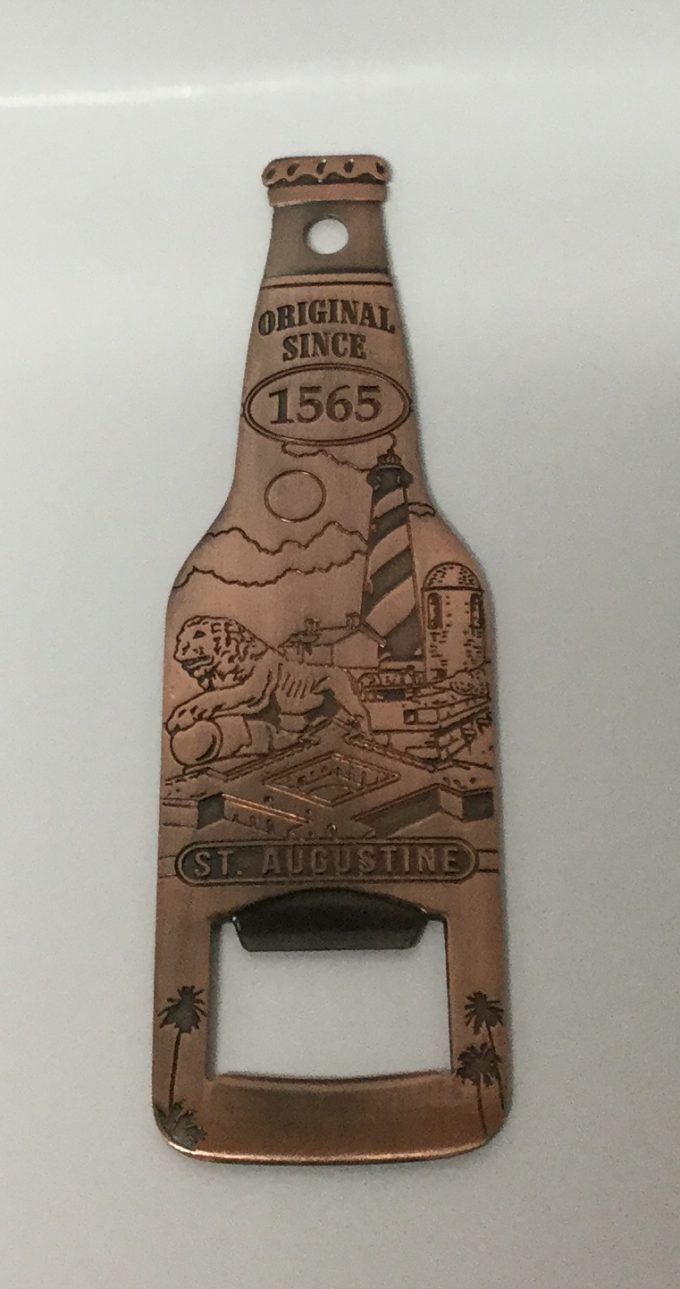 ORIGINAL
SINCE
1565
ST. AUGUSTINE